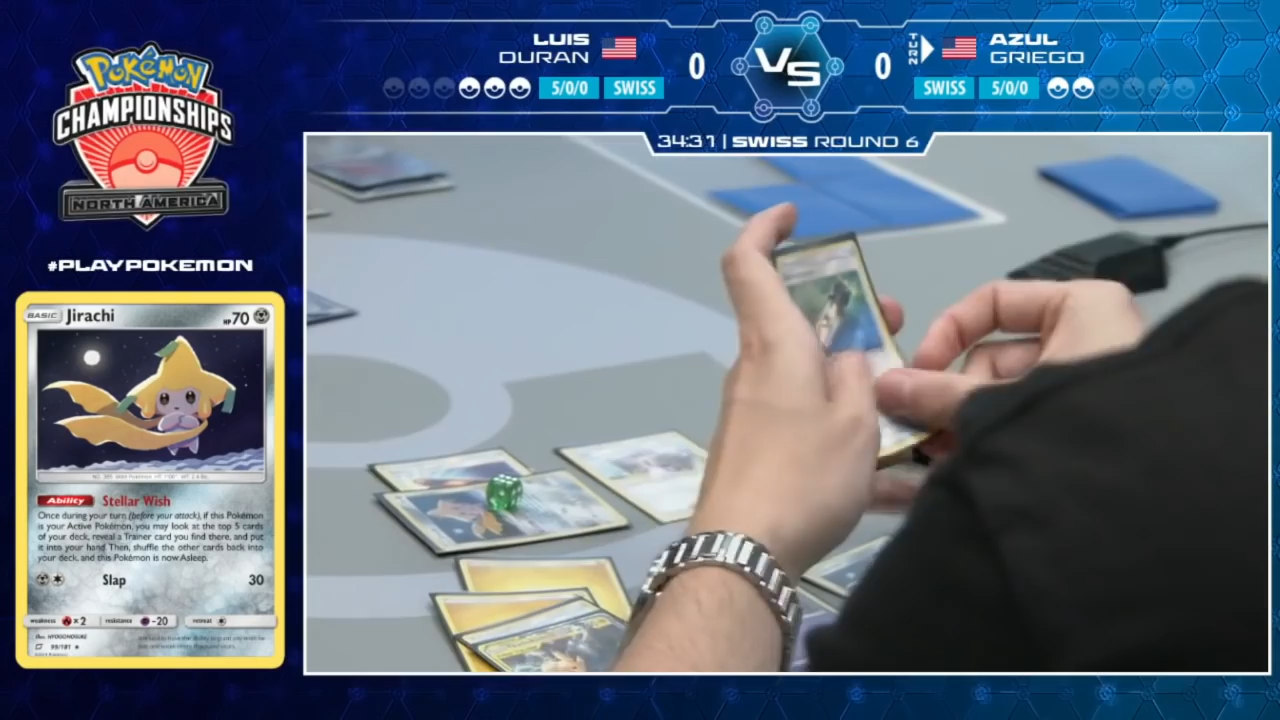 POKéMON
CHAMPIONSHIPS
NORTH AMERICA
#PLAYPOKEMON
LUIS
DURAN
0
5/0/0
SWISS
VS
0
TURN
AZUL
GRIEGO
SWISS
5/0/0
34:31 | SWISS ROUND 6
BASIC Jirachi HP70
Ability Stellar Wish
Once during your turn (before your attack), if this Pokémon
is your Active Pokémon, you may look at the top 5 cards
of your deck, reveal a Trainer card you find there, and put
it into your hand. Then, shuffle the other cards back into
your deck, and this Pokémon is now Asleep.
Slap 30
weakness ×2 resistance -20 retreat
99/181